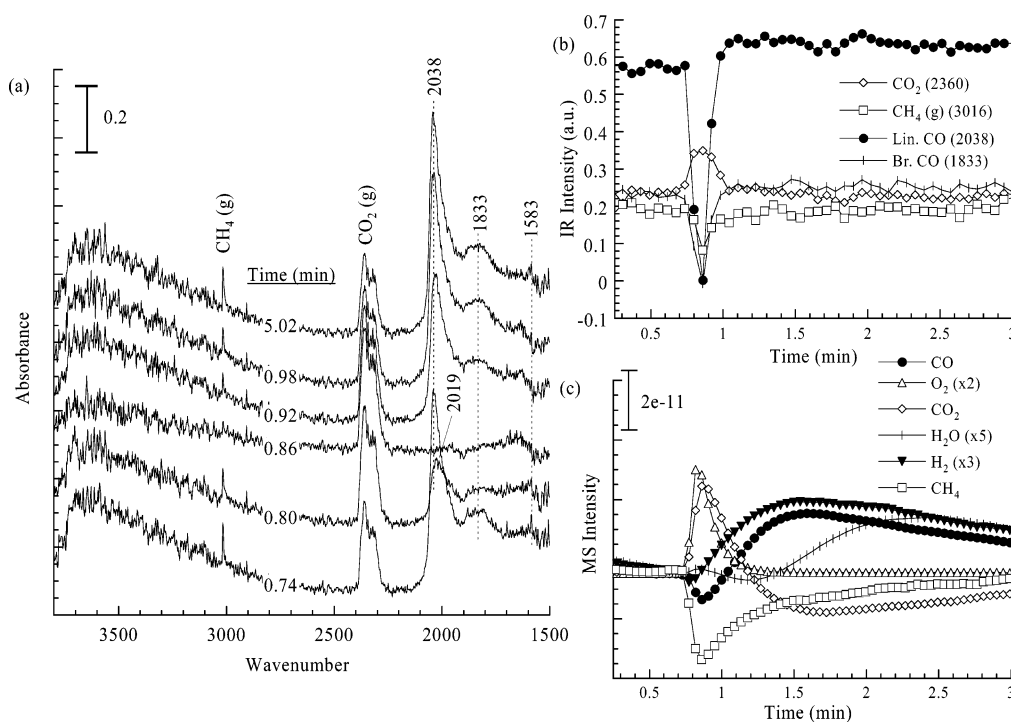 (a)
0.2
2038
1833
1583
CH₄ (g)
CO₂ (g)
Time (min)
5.02
0.98
0.92
0.86
0.80
0.74
2019
Absorbance
3500
3000
2500
2000
1500
Wavenumber
(b)
0.7
0.6
0.5
0.4
0.3
0.2
0.1
0
-0.1
IR Intensity (a.u.)
CO₂ (2360)
CH₄ (g) (3016)
Lin. CO (2038)
Br. CO (1833)
0.5
1
1.5
2
2.5
3
Time (min)
(c)
2e-11
CO
O₂ (x2)
CO₂
H₂O (x5)
H₂ (x3)
CH₄
MS Intensity
0.5
1
1.5
2
2.5
3
Time (min)